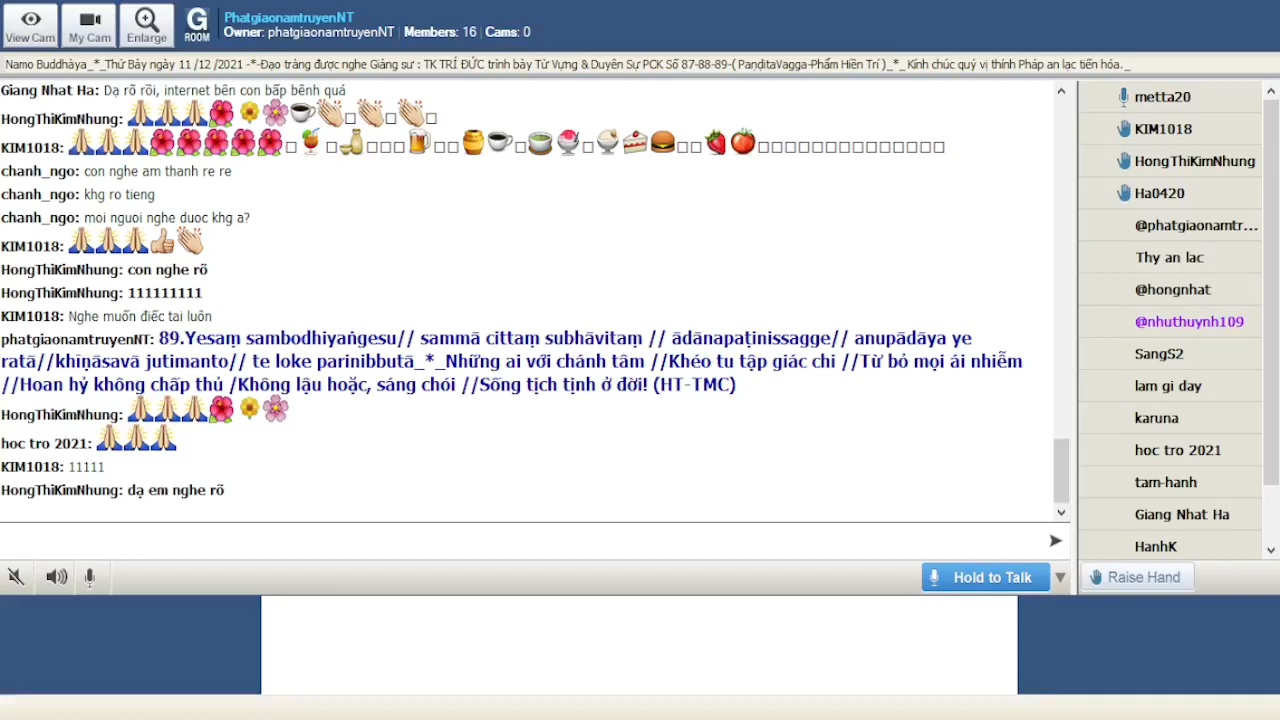 View Cam
My Cam
Enlarge
G
ROOM
PhatgiaonamtruyenNT
Owner: phatgiaonamtruyenNT | Members: 16 | Cams: 0
Namo Buddhàya_*_Thứ Bảy ngày 11 /12 /2021 -*-Đạo tràng được nghe Giảng sư : TK TRÍ ĐỨC trình bày Từ Vựng & Duyên Sự PCK Số 87-88-89-( PaṇḍitaVagga-Phẩm Hiền Trí )_*_ Kính chúc quý vị thính Pháp an lạc tiến hóa._
Giang Nhat Ha: Dạ rõ rồi, internet bên con bấp bênh quá
HongThiKimNhung:
KIM1018:
chanh_ngo: con nghe am thanh re re
chanh_ngo: khg ro tieng
chanh_ngo: moi nguoi nghe duoc khg a?
KIM1018:
HongThiKimNhung: con nghe rõ
HongThiKimNhung: 111111111
KIM1018: Nghe muốn điếc tai luôn
phatgiaonamtruyenNT: 89.Yesaṃ sambodhiyaṅgesu// sammā cittaṃ subhāvitaṃ // ādānapaṭinissagge// anupādāya ye
ratā//khīṇāsavā jutimanto// te loke parinibbutā_*_Những ai với chánh tâm //Khéo tu tập giác chi //Từ bỏ mọi ái nhiễm
//Hoan hỷ không chấp thủ /Không lậu hoặc, sáng chói //Sống tịch tịnh ở đời! (HT-TMC)
HongThiKimNhung:
hoc tro 2021:
KIM1018: 11111
HongThiKimNhung: dạ em nghe rõ
metta20
KIM1018
HongThiKimNhung
Ha0420
@phatgiaonamtr...
Thy an lac
@hongnhat
@nhuthuynh109
SangS2
lam gi day
karuna
hoc tro 2021
tam-hanh
Giang Nhat Ha
HanhK
Hold to Talk
Raise Hand